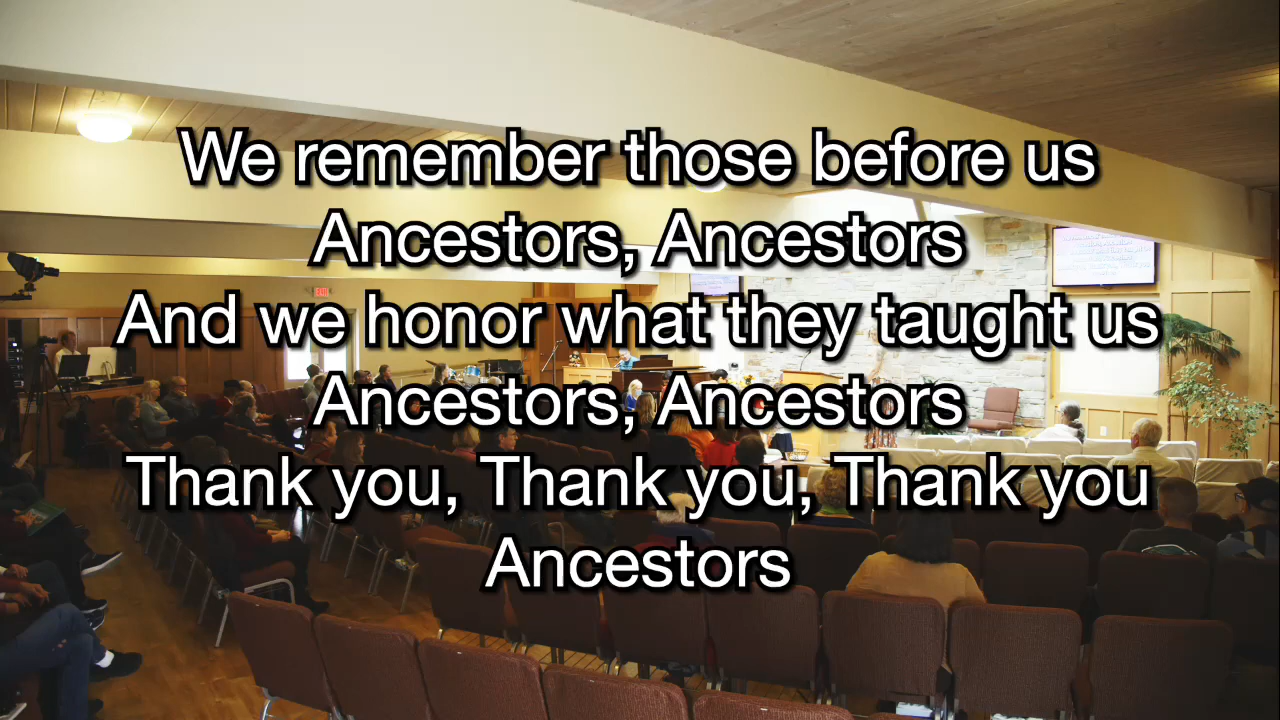 We remember those before us
Ancestors, Ancestors
And we honor what they taught us
Ancestors, Ancestors
Thank you, Thank you, Thank you
Ancestors
EXIT